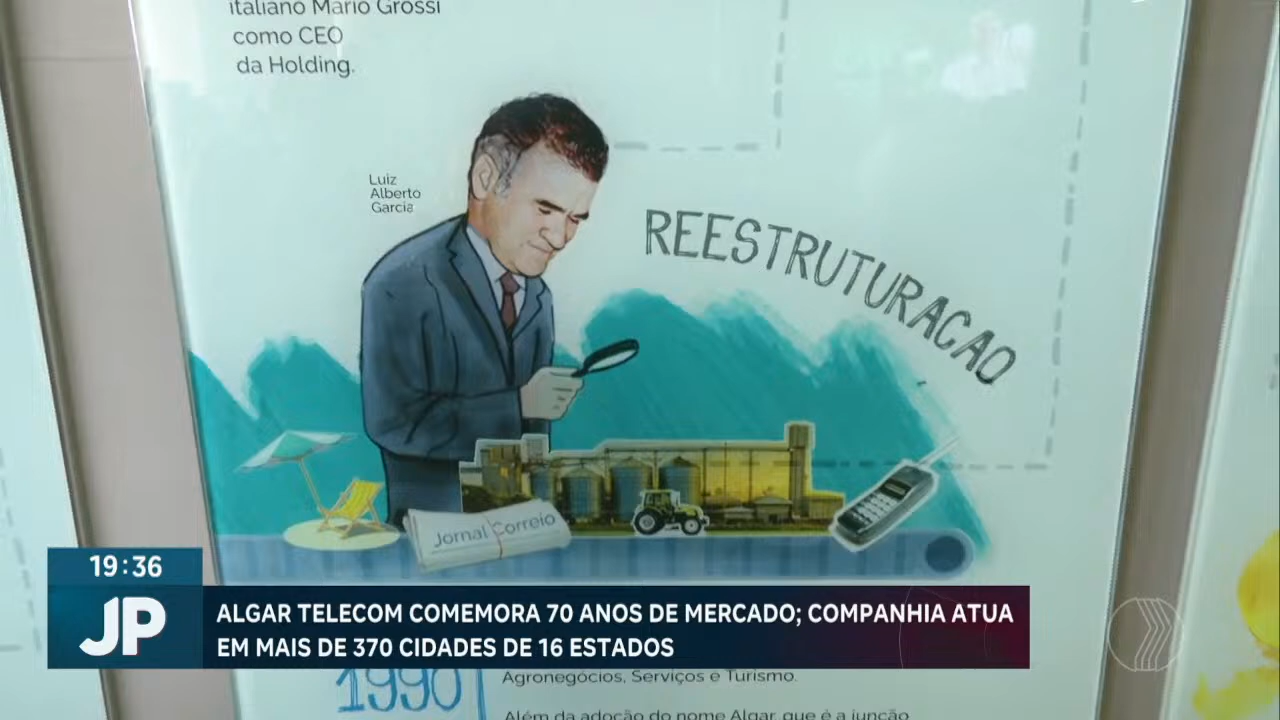 italiano Mario Grossi
como CEO
da Holding.
Luiz
Alberto
Garcia
REESTRUTURACAO
Jornal Correio
19:36
JP
ALGAR TELECOM COMEMORA 70 ANOS DE MERCADO; COMPANHIA ATUA
EM MAIS DE 370 CIDADES DE 16 ESTADOS
1990
Agronegócios, Serviços e Turismo.
Além da adoção do nome Algar, que é a junção